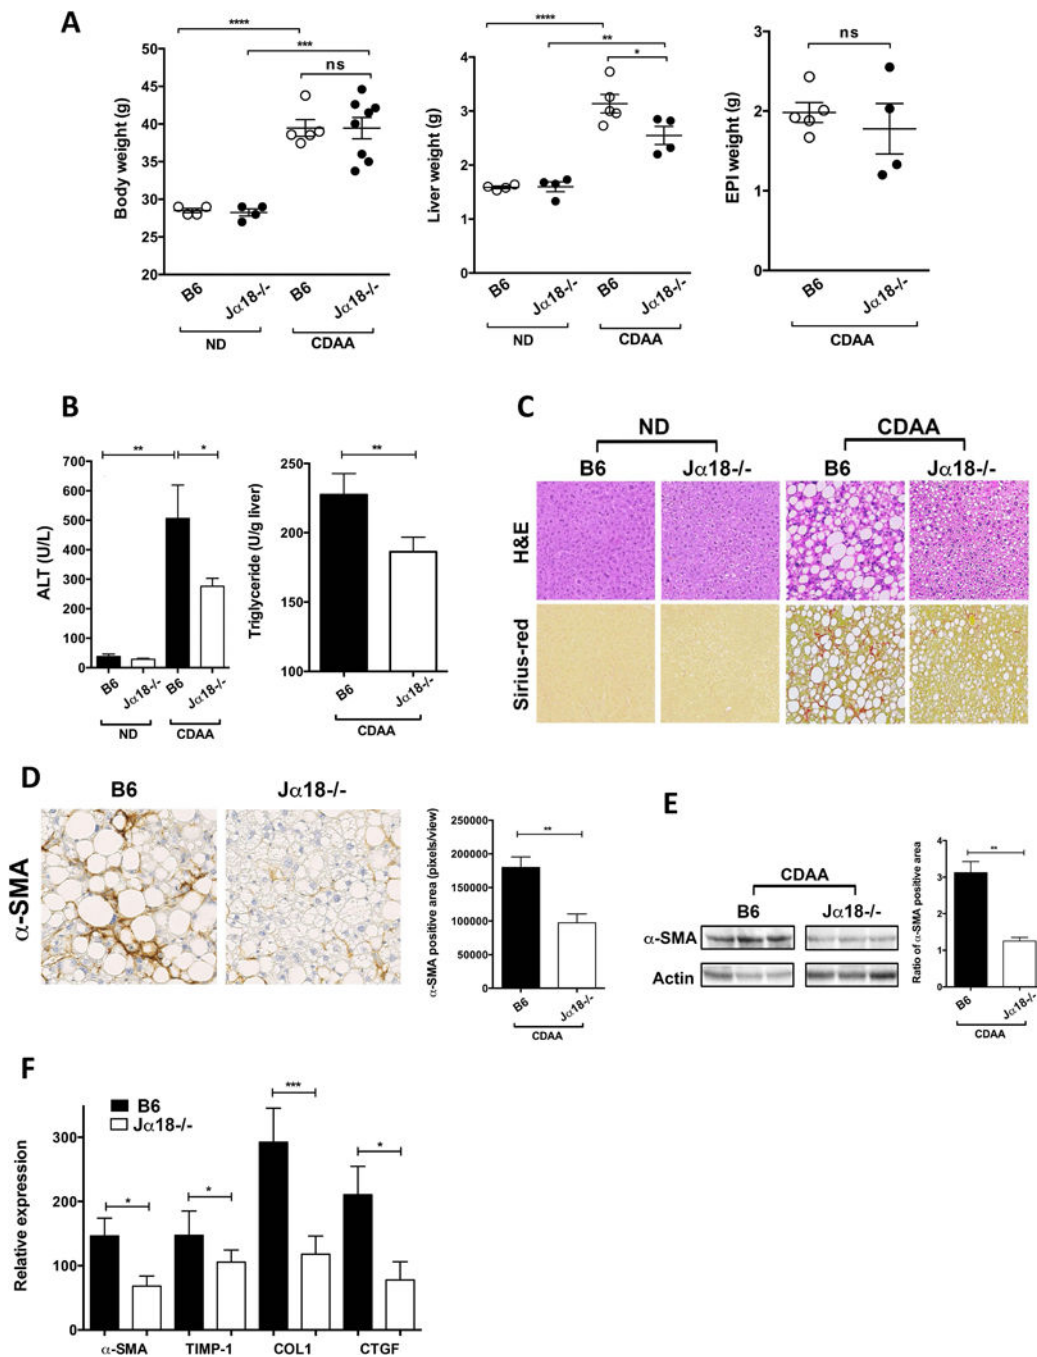 A
****
***
ns
Body weight (g)
50
45
40
35
30
25
20
B6
Jα18-/-
B6
Jα18-/-
ND
CDAA
****
**
*
Liver weight (g)
4
3
2
1
0
B6
Jα18-/-
B6
Jα18-/-
ND
CDAA
ns
EPI weight (g)
3
2
1
0
B6
Jα18-/-
CDAA
B
**
*
ALT (U/L)
700
600
500
400
300
200
100
0
B6
Jα18-/-
B6
Jα18-/-
ND
CDAA
**
Triglyceride (U/g liver)
250
200
150
100
B6
Jα18-/-
CDAA
C
ND
CDAA
B6
Jα18-/-
B6
Jα18-/-
H&E
Sirius-red
D
B6
Jα18-/-
α-SMA
α-SMA positive area (pixels/view)
250000
200000
150000
100000
50000
0
**
B6
Jα18-/-
CDAA
E
CDAA
B6
Jα18-/-
α-SMA
Actin
Ratio of α-SMA positive area
4
3
2
1
0
**
B6
Jα18-/-
CDAA
F
B6
Jα18-/-
Relative expression
300
200
100
0
*
*
***
*
α-SMA
TIMP-1
COL1
CTGF